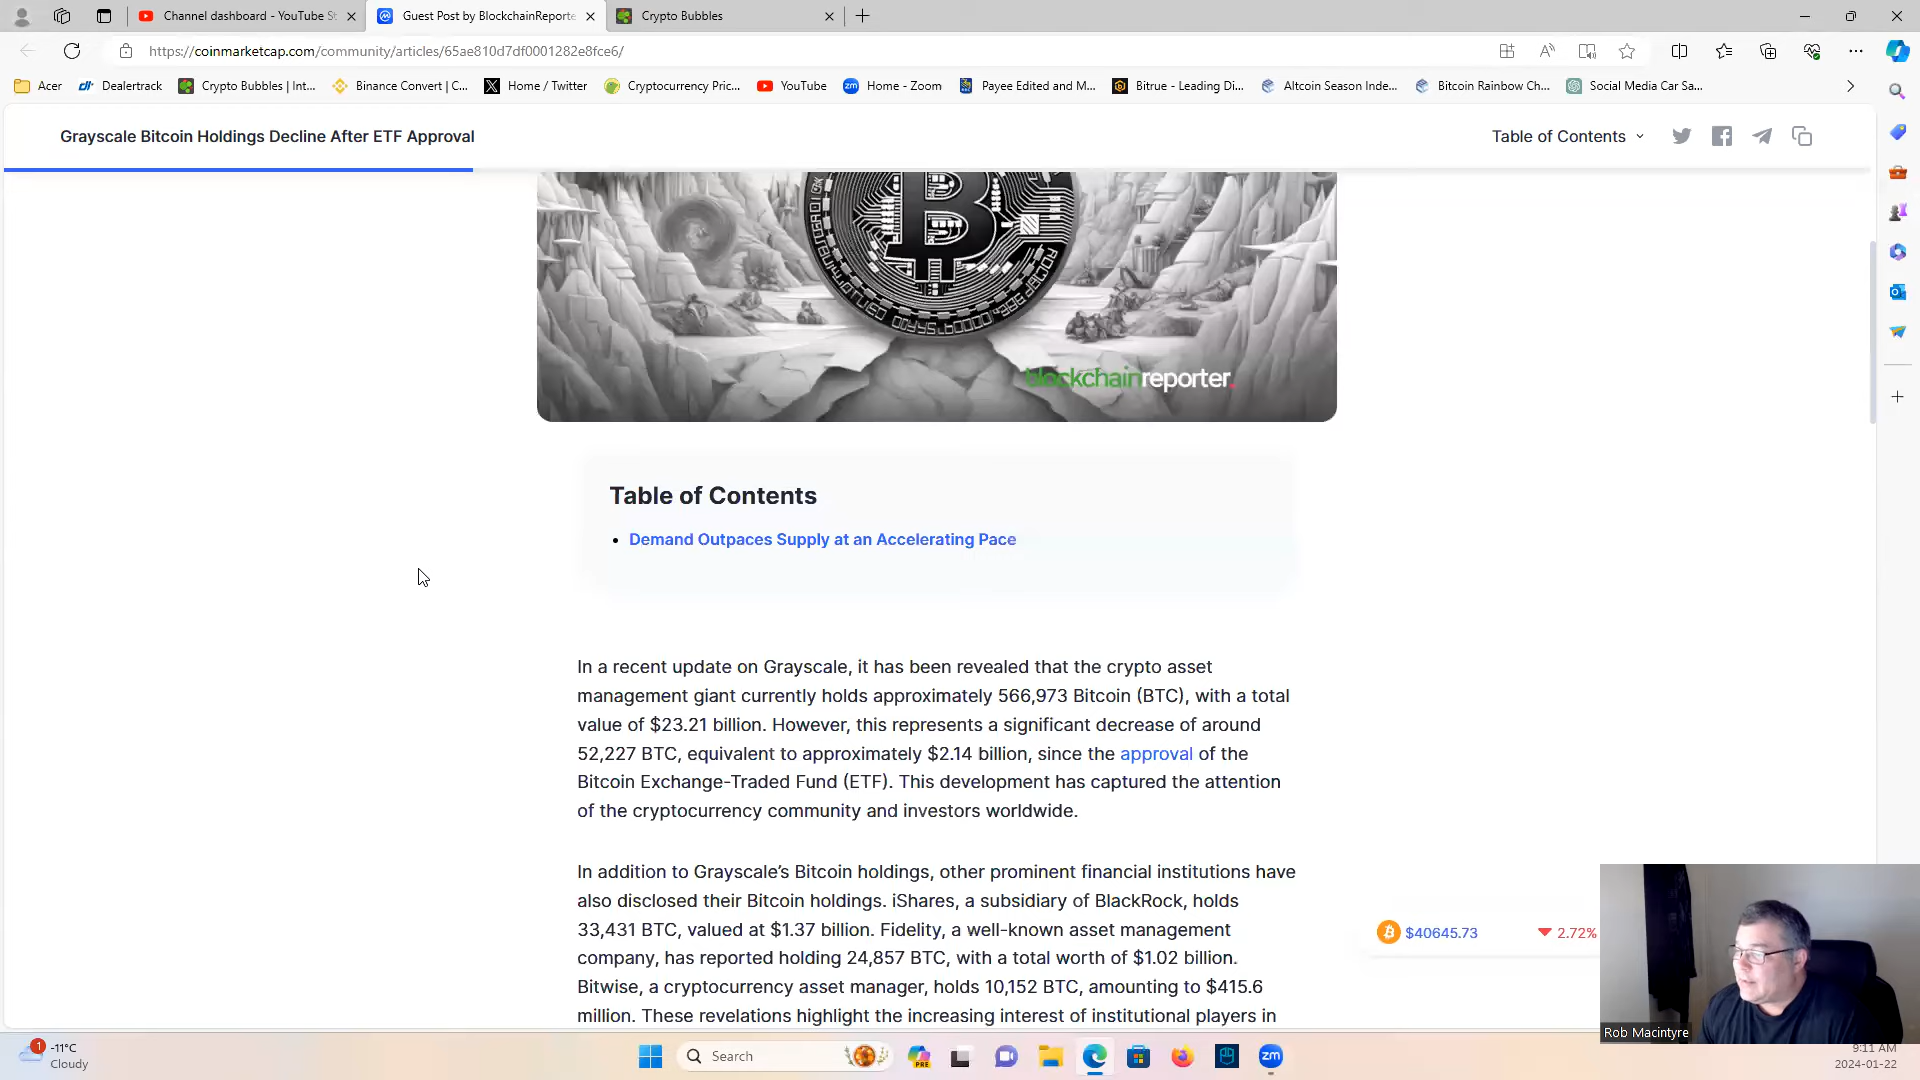 Channel dashboard - YouTube St
Guest Post by BlockchainReporte
Crypto Bubbles
https://coinmarketcap.com/community/articles/65ae810d7df0001282e8fce6/
Acer
Dealertrack
Crypto Bubbles | Int...
Binance Convert | C...
Home / Twitter
Cryptocurrency Pric...
YouTube
Home - Zoom
Payee Edited and M...
Bitrue - Leading Di...
Altcoin Season Inde...
Bitcoin Rainbow Ch...
Social Media Car Sa...
Grayscale Bitcoin Holdings Decline After ETF Approval
Table of Contents
blockchainreporter.
Table of Contents
• Demand Outpaces Supply at an Accelerating Pace
In a recent update on Grayscale, it has been revealed that the crypto asset
management giant currently holds approximately 566,973 Bitcoin (BTC), with a total
value of $23.21 billion. However, this represents a significant decrease of around
52,227 BTC, equivalent to approximately $2.14 billion, since the approval of the
Bitcoin Exchange-Traded Fund (ETF). This development has captured the attention
of the cryptocurrency community and investors worldwide.
In addition to Grayscale’s Bitcoin holdings, other prominent financial institutions have
also disclosed their Bitcoin holdings. iShares, a subsidiary of BlackRock, holds
33,431 BTC, valued at $1.37 billion. Fidelity, a well-known asset management
company, has reported holding 24,857 BTC, with a total worth of $1.02 billion.
Bitwise, a cryptocurrency asset manager, holds 10,152 BTC, amounting to $415.6
million. These revelations highlight the increasing interest of institutional players in
$40645.73
2.72%
Rob Macintyre
1
-11°C
Cloudy
Search
PRE
zm
9:11 AM
2024-01-22